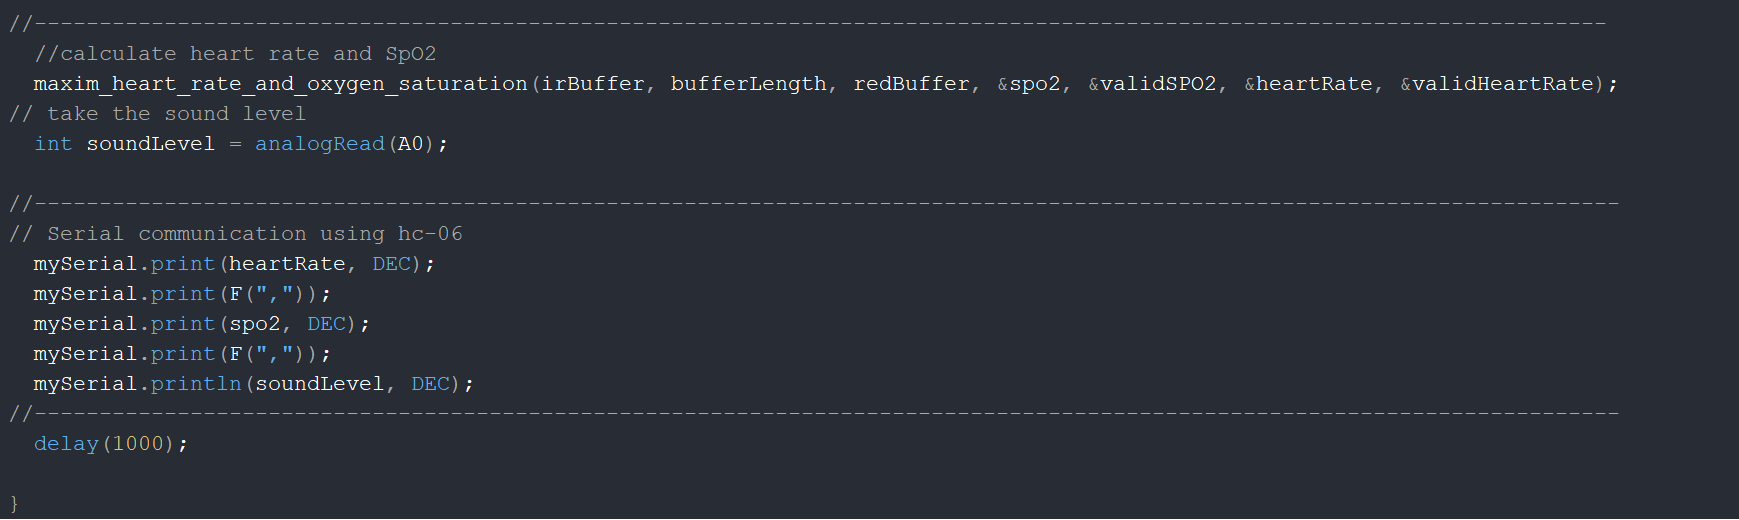 //-------------------------------------------------------------------------------------------------------------------------
//calculate heart rate and SpO2
maxim_heart_rate_and_oxygen_saturation(irBuffer, bufferLength, redBuffer, &spo2, &validSPO2, &heartRate, &validHeartRate);
// take the sound level
int soundLevel = analogRead(A0);
//--------------------------------------------------------------------------------------------------------------------------
// Serial communication using hc-06
mySerial.print(heartRate, DEC);
mySerial.print(F(","));
mySerial.print(spo2, DEC);
mySerial.print(F(","));
mySerial.println(soundLevel, DEC);
//--------------------------------------------------------------------------------------------------------------------------
delay(1000);
}